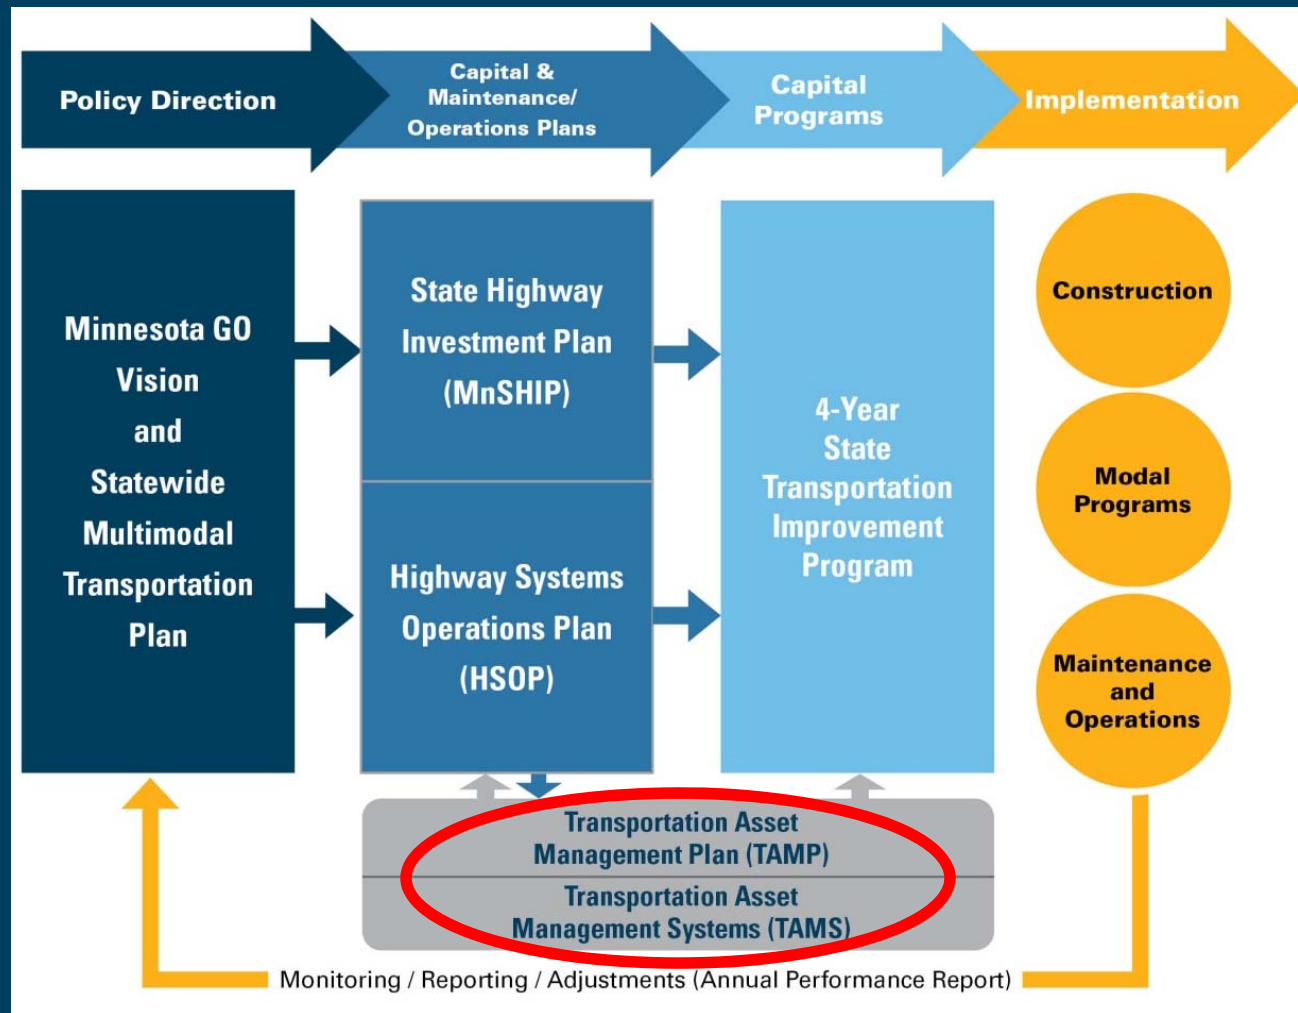 Policy Direction
Capital &
Maintenance/
Operations Plans
Capital
Programs
Implementation
Minnesota GO
Vision
and
Statewide
Multimodal
Transportation
Plan
State Highway
Investment Plan
(MnSHIP)
Highway Systems
Operations Plan
(HSOP)
4-Year
State
Transportation
Improvement
Program
Construction
Modal
Programs
Maintenance
and
Operations
Transportation Asset
Management Plan (TAMP)
Transportation Asset
Management Systems (TAMS)
Monitoring / Reporting / Adjustments (Annual Performance Report)